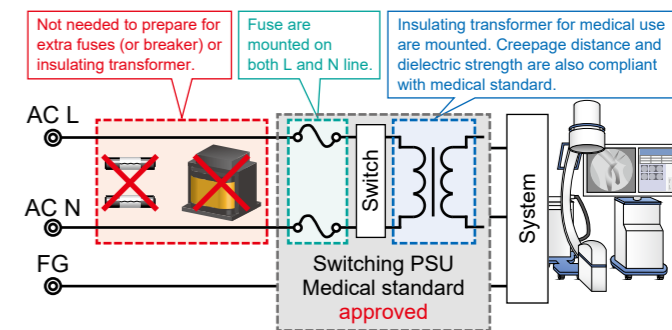 Not needed to prepare for
extra fuses (or breaker) or
insulating transformer.
Fuse are
mounted on
both L and N line.
Insulating transformer for medical use
are mounted. Creepage distance and
dielectric strength are also compliant
with medical standard.
AC L
AC N
FG
Switch
System
Switching PSU
Medical standard
approved